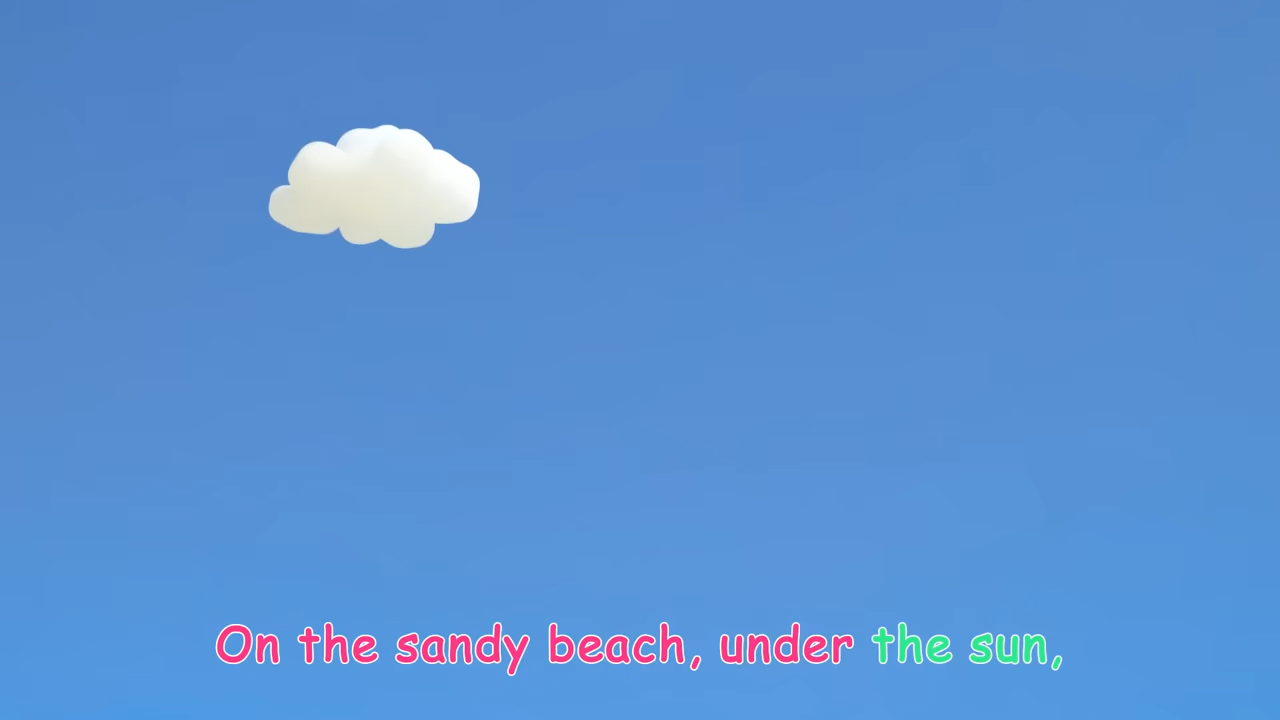 On the sandy beach, under the sun,